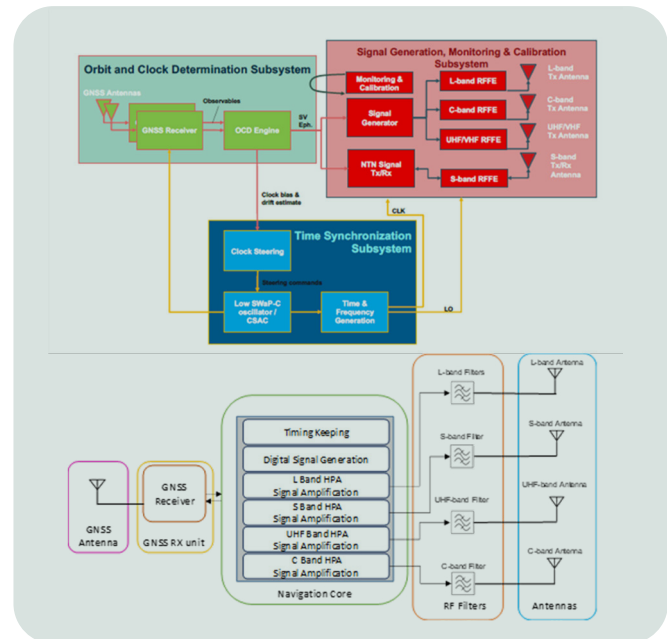 Signal Generation, Monitoring & Calibration
Subsystem
Orbit and Clock Determination Subsystem
GNSS Antennas
Observables
GNSS Receiver
OCD Engine
SV
Eph.
Monitoring &
Calibration
Signal
Generator
NTN Signal
Tx/Rx
L-band RFFE
C-band RFFE
UHF/VHF RFFE
S-band RFFE
L-band
Tx Antenna
C-band
Tx Antenna
UHF/VHF
Tx Antenna
S-band
Tx/Rx
Antenna
Clock bias &
drift estimate
CLK
Time Synchronization
Subsystem
Clock Steering
Steering commands
Low SWaP-C
oscillator /
CSAC
Time &
Frequency
Generation
LO
GNSS
Antenna
GNSS
Receiver
GNSS RX unit
Timing Keeping
Digital Signal Generation
L Band HPA
Signal Amplification
S Band HPA
Signal Amplification
UHF Band HPA
Signal Amplification
C Band HPA
Signal Amplification
Navigation Core
L-band Filters
S-band Filter
UHF-band Filter
C-band Filter
RF Filters
L-band Antenna
S-band Antenna
UHF-band Antenna
C-band Antenna
Antennas